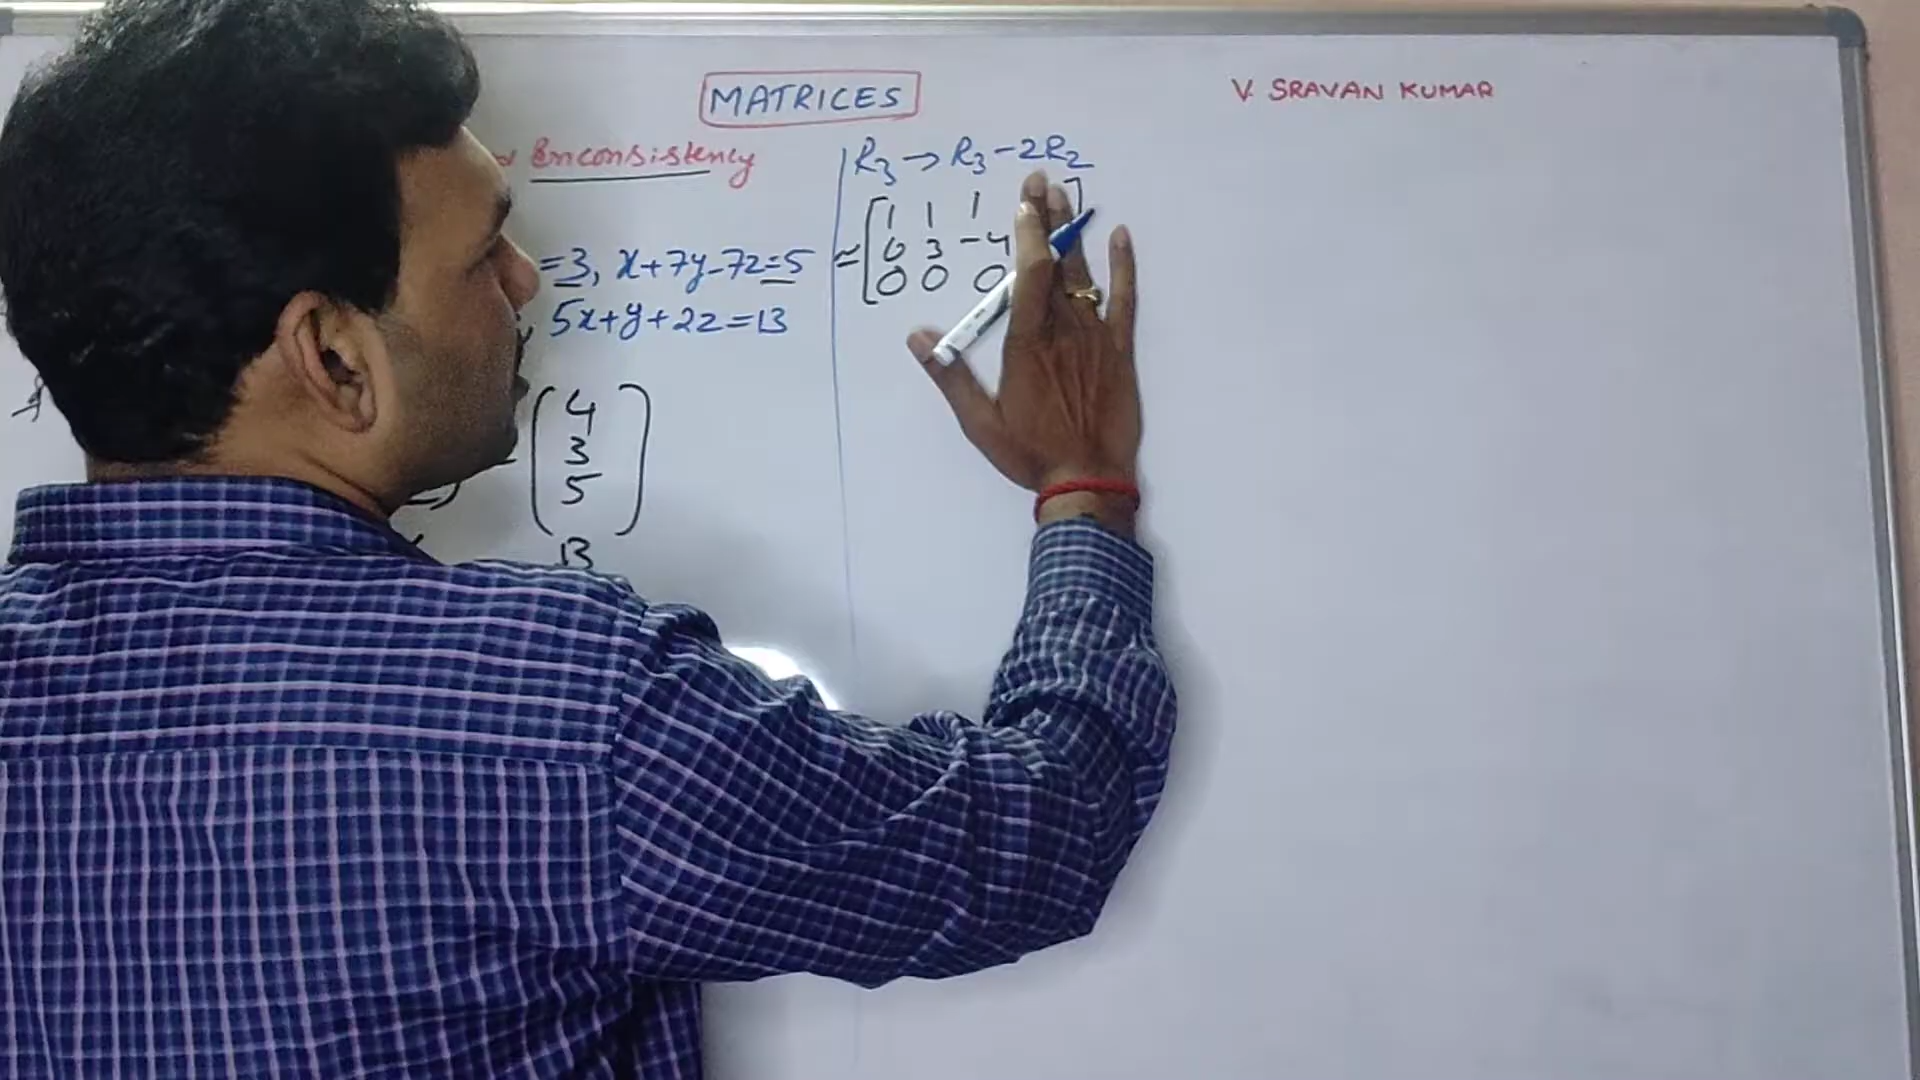 MATRICES
V. SRAVAN KUMAR
Enconsistency
=3, x+7y-7z=5
5x+y+2z=13
4
3
5
13
R3 → R3 -2R2
≈ [ 1 1 1 ]
0 3 -4
0 0 0